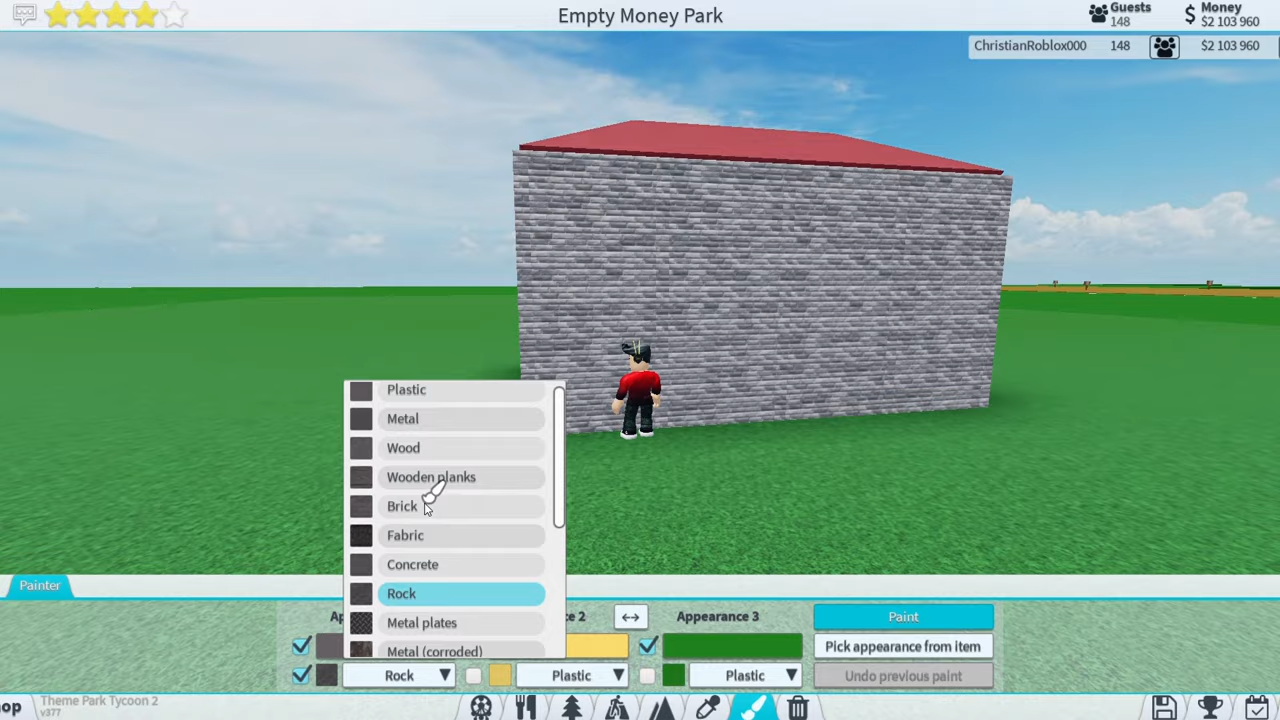 Empty Money Park
Guests
148
$ Money
$2 103 960
ChristianRoblox000 148 $2 103 960
Plastic
Metal
Wood
Wooden planks
Brick
Fabric
Concrete
Rock
Metal plates
Metal (corroded)
Painter
Appearance 3
Paint
Pick appearance from item
Rock ▼
Plastic ▼
Plastic ▼
Undo previous paint
Theme Park Tycoon 2
v377